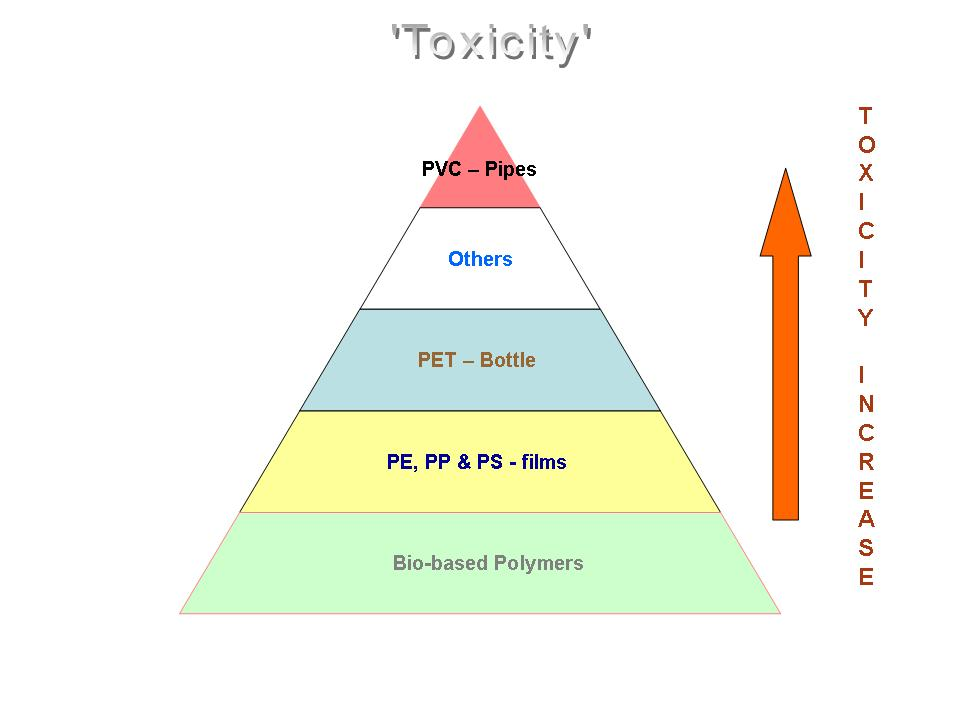 'Toxicity'
PVC – Pipes
Others
PET – Bottle
PE, PP & PS - films
Bio-based Polymers
TOXICITY INCREASE